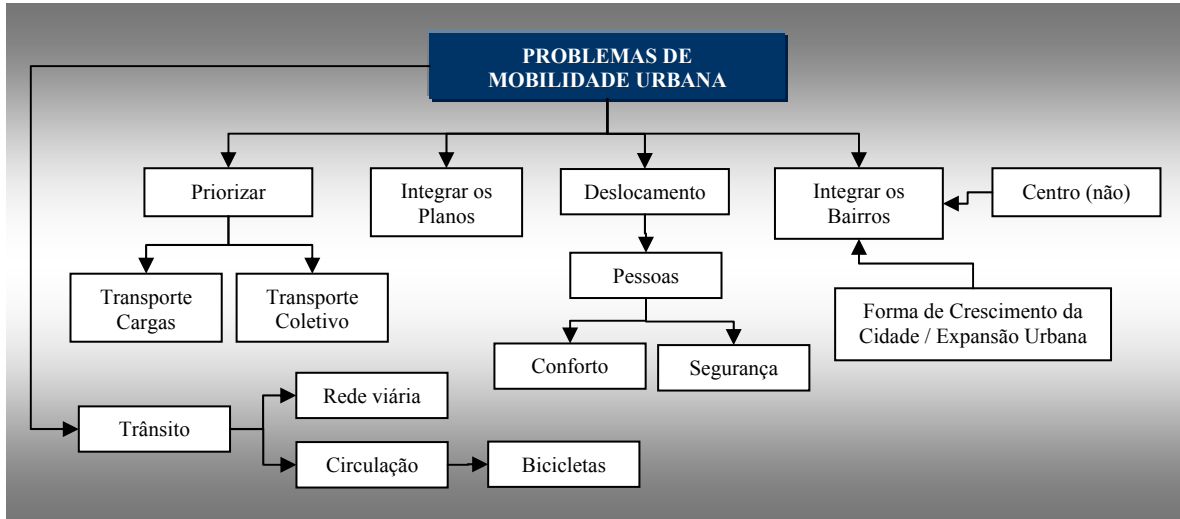 PROBLEMAS DE
MOBILIDADE URBANA
Priorizar
Integrar os
Planos
Deslocamento
Integrar os
Bairros
Centro (não)
Transporte
Cargas
Transporte
Coletivo
Pessoas
Forma de Crescimento da
Cidade / Expansão Urbana
Conforto
Segurança
Rede viária
Trânsito
Circulação
Bicicletas